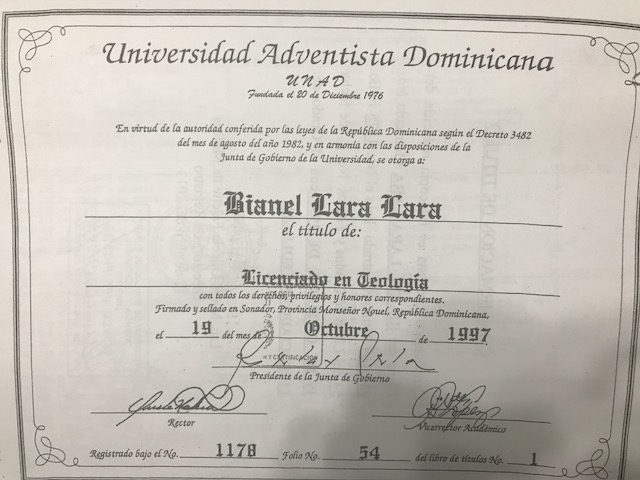 Universidad Adventista Dominicana
UNAD
Fundada el 20 de Diciembre 1976
En virtud de la autoridad conferida por las leyes de la República Dominicana según el Decreto 3482
del mes de agosto del año 1982, y en armonía con las disposiciones de la
Junta de Gobierno de la Universidad, se otorga a:
Bianel Lara Lara
el título de:
Licenciado en Teología
con todos los derechos, privilegios y honores correspondientes.
Firmado y sellado en Sonador, Provincia Monseñor Nouel, República Dominicana,
el 19 del mes de Octubre de 1997
Y CERTIFICACION
Presidente de la Junta de Gobierno
Rector
Vicerrector Académico
Registrado bajo el No. 1178 Folio No. 54 del libro de títulos No. 1